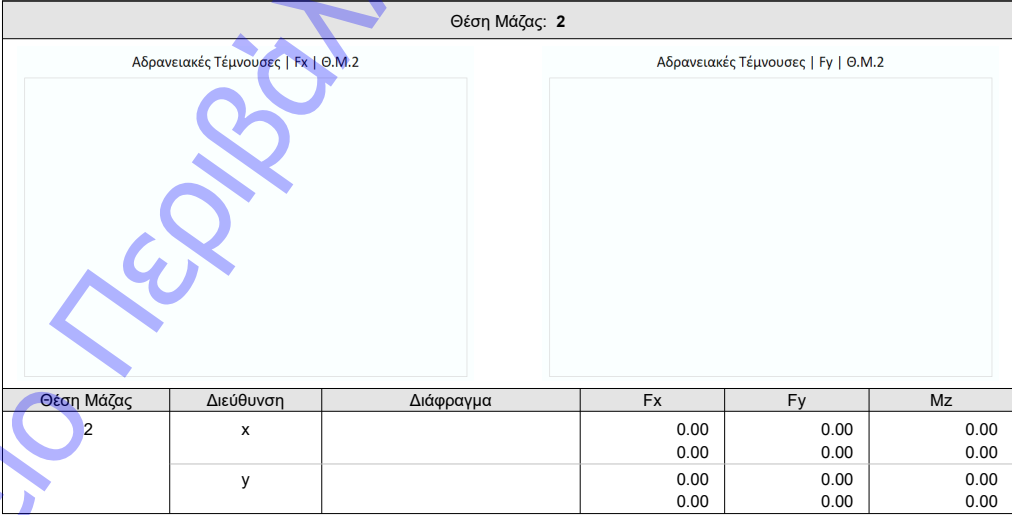 Θέση Μάζας: 2
Αδρανειακές Τέμνουσες | Fx | Θ.Μ.2
Αδρανειακές Τέμνουσες | Fy | Θ.Μ.2
Θέση Μάζας Διεύθυνση Διάφραγμα Fx Fy Mz
2 x 0.00 0.00 0.00
0.00 0.00 0.00
y 0.00 0.00 0.00
0.00 0.00 0.00